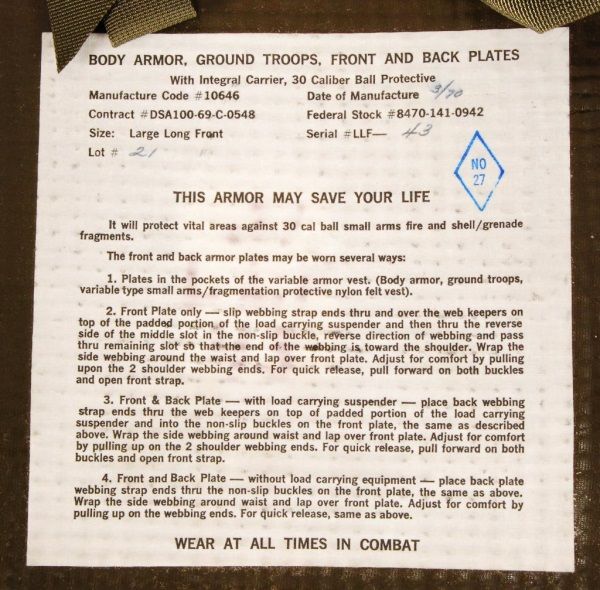 BODY ARMOR, GROUND TROOPS, FRONT AND BACK PLATES
With Integral Carrier, 30 Caliber Ball Protective
Manufacture Code #10646 Date of Manufacture 3/70
Contract #DSA100-69-C-0548 Federal Stock #8470-141-0942
Size: Large Long Front Serial #LLF— 43
Lot # 21
NO
27
THIS ARMOR MAY SAVE YOUR LIFE
It will protect vital areas against 30 cal ball small arms fire and shell/grenade
fragments.
The front and back armor plates may be worn several ways:
1. Plates in the pockets of the variable armor vest. (Body armor, ground troops,
variable type small arms/fragmentation protective nylon felt vest).
2. Front Plate only — slip webbing strap ends thru and over the web keepers on
top of the padded portion of the load carrying suspender and then thru the reverse
side of the middle slot in the non-slip buckle, reverse direction of webbing and pass
thru remaining slot so that the end of the webbing is toward the shoulder. Wrap the
side webbing around the waist and lap over front plate. Adjust for comfort by pulling
upon the 2 shoulder webbing ends. For quick release, pull forward on both buckles
and open front strap.
3. Front & Back Plate — with load carrying suspender — place back webbing
strap ends thru the web keepers on top of padded portion of the load carrying
suspender and into the non-slip buckles on the front plate, the same as described
above. Wrap the side webbing around waist and lap over front plate. Adjust for comfort
by pulling up on the 2 shoulder webbing ends. For quick release, pull forward on both
buckles and open front strap.
4. Front and Back Plate — without load carrying equipment — place back plate
webbing strap ends thru the non-slip buckles on the front plate, the same as above.
Wrap the side webbing around waist and lap over front plate. Adjust for comfort by
pulling up on the webbing ends. For quick release, same as above.
WEAR AT ALL TIMES IN COMBAT